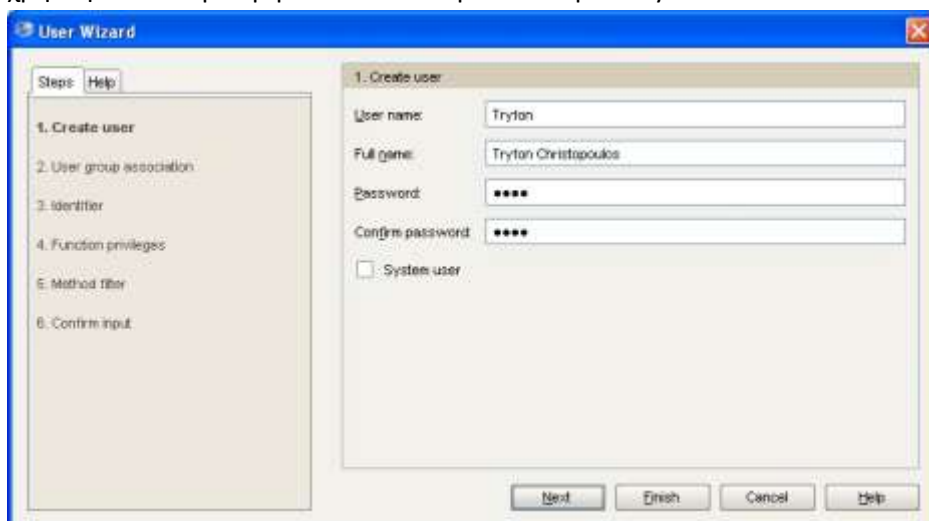 User Wizard
Steps Help
1. Create user
2. User group association
3. Identifier
4. Function privileges
5. Method filter
6. Confirm input
1. Create user
User name: Tryfon
Full name: Tryfon Christopoulos
Password: ••••
Confirm password: ••••
System user
Next Finish Cancel Help